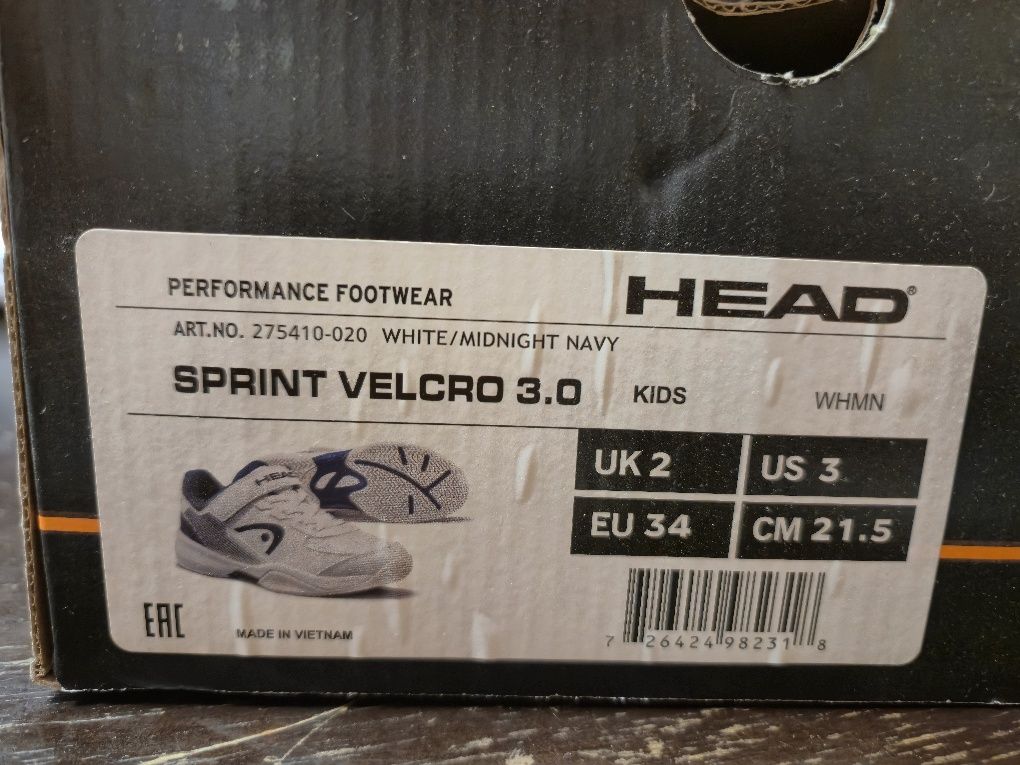 PERFORMANCE FOOTWEAR
HEAD®
ART.NO. 275410-020 WHITE/MIDNIGHT NAVY
SPRINT VELCRO 3.0 KIDS WHMN
UK 2 US 3
EU 34 CM 21.5
HEAD
EAC
MADE IN VIETNAM
7 26424 98231 8